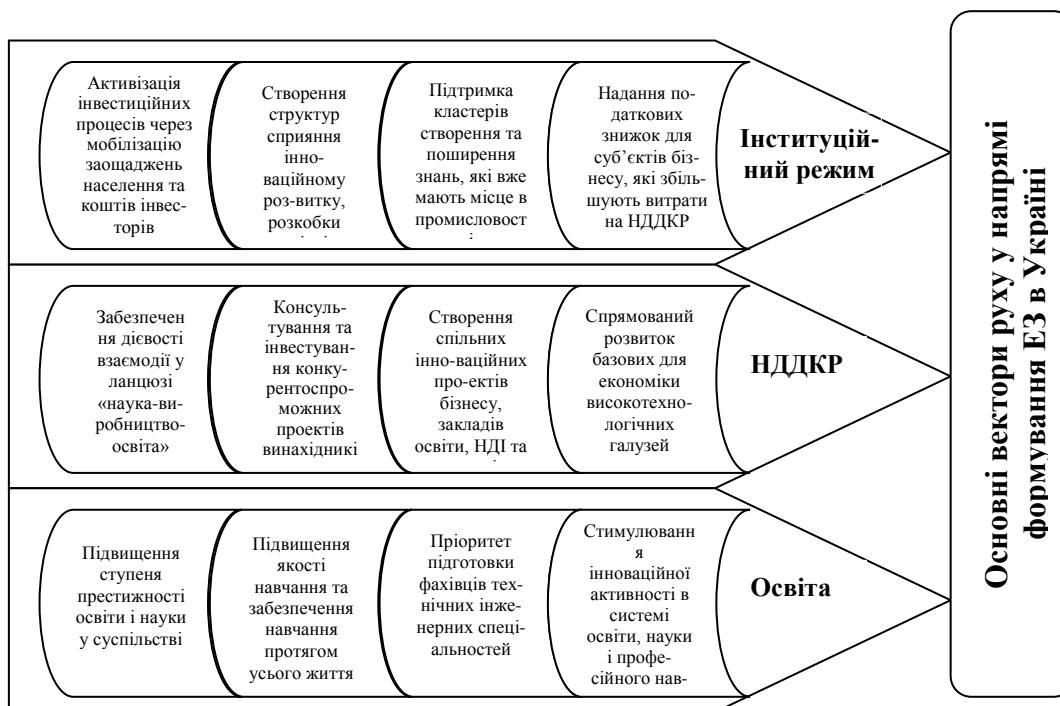 Активізація
інвестиційних
процесів через
мобілізацію
заощаджень
населення та
коштів інвес-
торів
Створення
структур
сприяння
інно-
ваційному
роз-витку,
розкобки
Підтримка
кластерів
створення та
поширення
знань, які вже
мають місце в
промисловост
Надання по-
даткових
знижок для
суб’єктів біз-
несу, які збіль-
шують витрати
на НДДКР
Інституцій-
ний режим
Забезпечен
ня дієвості
взаємодії у
ланцюзі
«наука-ви-
робництво-
освіта»
Консуль-
тування та
інвестуван-
ня конку-
рентоспро-
можних
проектів
винахідникі
Створення
спільних
інно-ваційних
про-ектів
бізнесу,
закладів
освіти, НДІ та
Спрямований
розвиток
базових для
економіки
високотехно-
логічних
галузей
НДДКР
Підвищення
ступеня
престижності
освіти і науки
у суспільстві
Підвищення
якості
навчання та
забезпечення
навчання
протягом
усього життя
Пріоритет
підготовки
фахівців тех-
нічних інже-
нерних спеці-
альностей
Стимулюванн
я
інноваційної
активності в
системі
освіти, науки
і профе-
сійного нав-
Освіта
Основні вектори руху у напрямі
формування ЕЗ в Україні